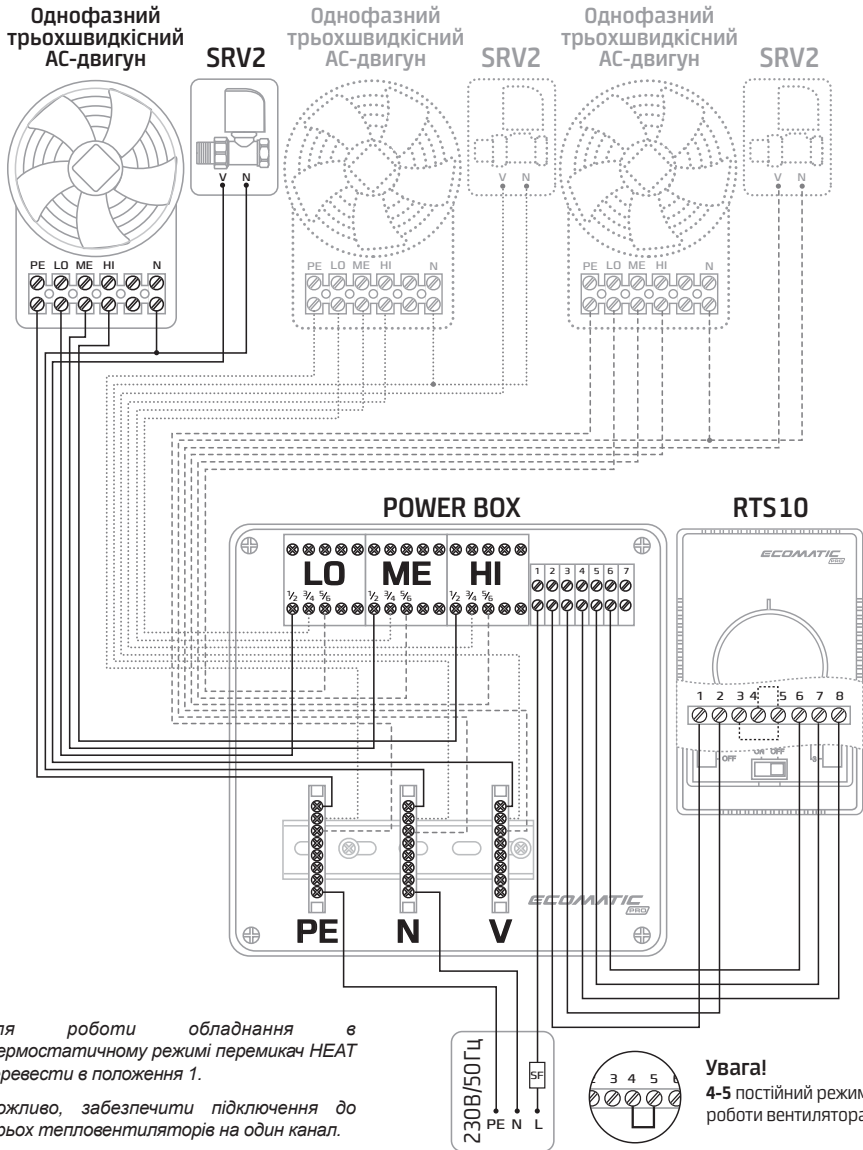 Однофазний
трьохшвидкісний
АС-двигун
SRV2
Однофазний
трьохшвидкісний
АС-двигун
SRV2
Однофазний
трьохшвидкісний
АС-двигун
SRV2
V N
V N
V N
PE LO ME HI N
PE LO ME HI N
PE LO ME HI N
POWER BOX
RTS10
ECOMATIC
PRO
LO ME HI
1 2 3 4 5 6 7
1/2 3/4 5/6 1/2 3/4 5/6 1/2 3/4 5/6
1 2 3 4 5 6 7 8
OFF ON OFF
ECOMATIC
PRO
PE N V
роботи обладнання в
режимі перемикач HEAT
в положення 1.
забезпечити підключення до
тепловентиляторів на один канал.
230В/50Гц
SF
PE N L
3 4 5
Увага!
4-5 постійний режим
роботи вентилятора